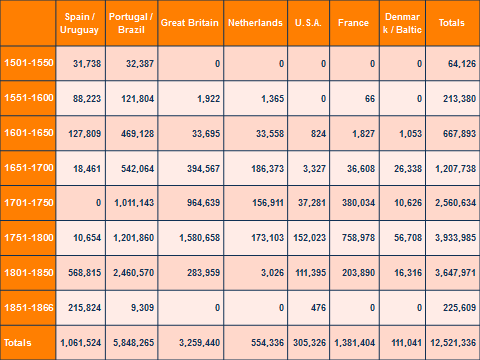 Spain / Uruguay Portugal / Brazil Great Britain Netherlands U.S.A. France Denmar k / Baltic Totals
1501-1550 31,738 32,387 0 0 0 0 0 64,126
1551-1600 88,223 121,804 1,922 1,365 0 66 0 213,380
1601-1650 127,809 469,128 33,695 33,558 824 1,827 1,053 667,893
1651-1700 18,461 542,064 394,567 186,373 3,327 36,608 26,338 1,207,738
1701-1750 0 1,011,143 964,639 156,911 37,281 380,034 10,626 2,560,634
1751-1800 10,654 1,201,860 1,580,658 173,103 152,023 758,978 56,708 3,933,985
1801-1850 568,815 2,460,570 283,959 3,026 111,395 203,890 16,316 3,647,971
1851-1866 215,824 9,309 0 0 476 0 0 225,609
Totals 1,061,524 5,848,265 3,259,440 554,336 305,326 1,381,404 111,041 12,521,336